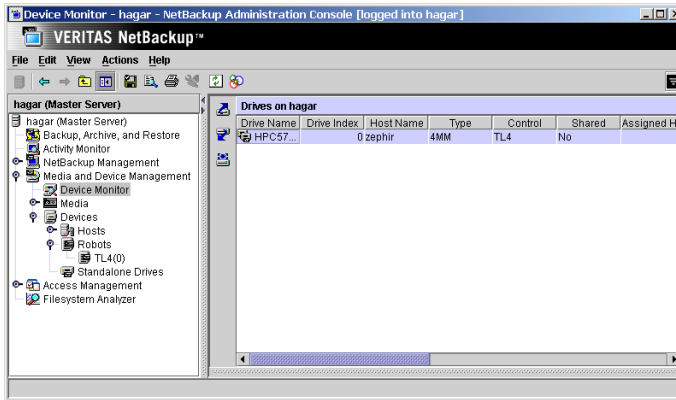 Device Monitor - hagar - NetBackup Administration Console [logged into hagar]
VERITAS NetBackup™
File Edit View Actions Help
hagar (Master Server)
hagar (Master Server)
Backup, Archive, and Restore
Activity Monitor
NetBackup Management
Media and Device Management
Device Monitor
Media
Devices
Hosts
Robots
TL4(0)
Standalone Drives
Access Management
Filesystem Analyzer
Drives on hagar
Drive Name Drive Index Host Name Type Control Shared Assigned H
HPC57... 0 zephir 4MM TL4 No